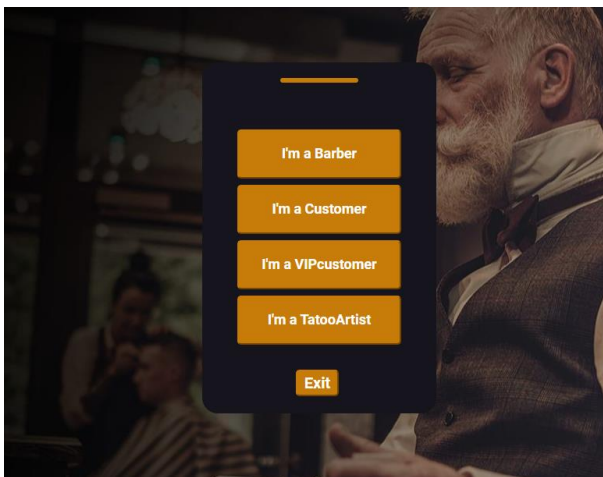 I'm a Barber
I'm a Customer
I'm a VIPcustomer
I'm a TatooArtist
Exit